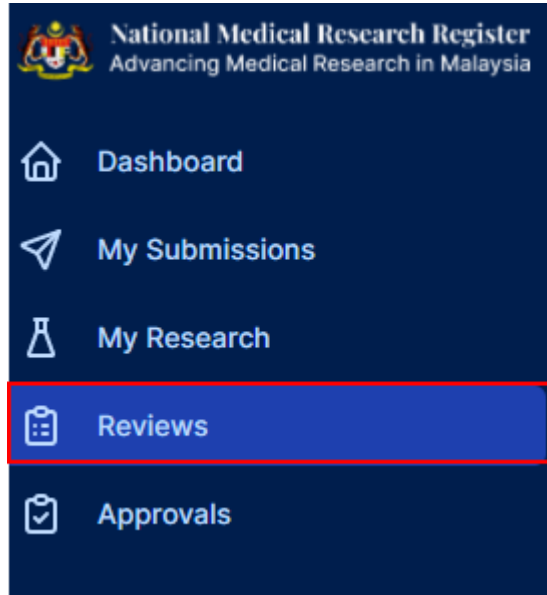 National Medical Research Register
Advancing Medical Research in Malaysia
Dashboard
My Submissions
My Research
Reviews
Approvals